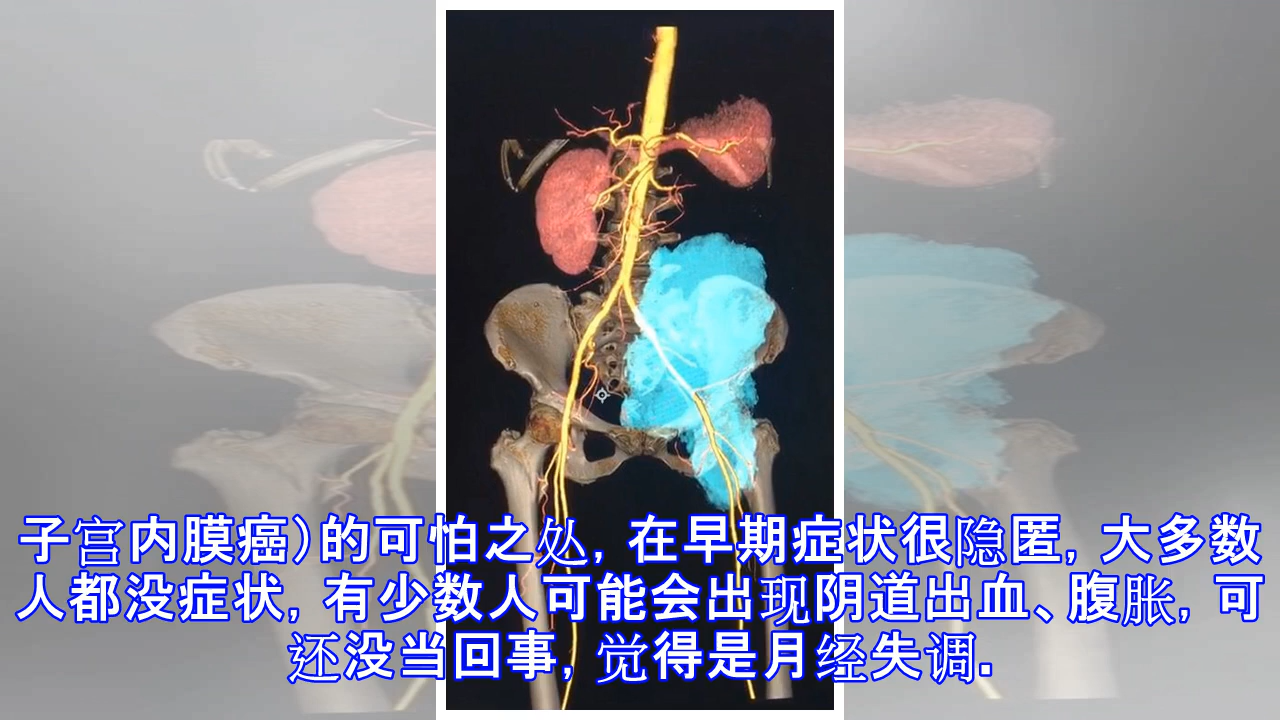 子宫内膜癌)的可怕之处, 在早期症状很隐匿, 大多数
人都没症状, 有少数人可能会出现阴道出血、腹胀, 可
还没当回事, 觉得是月经失调.